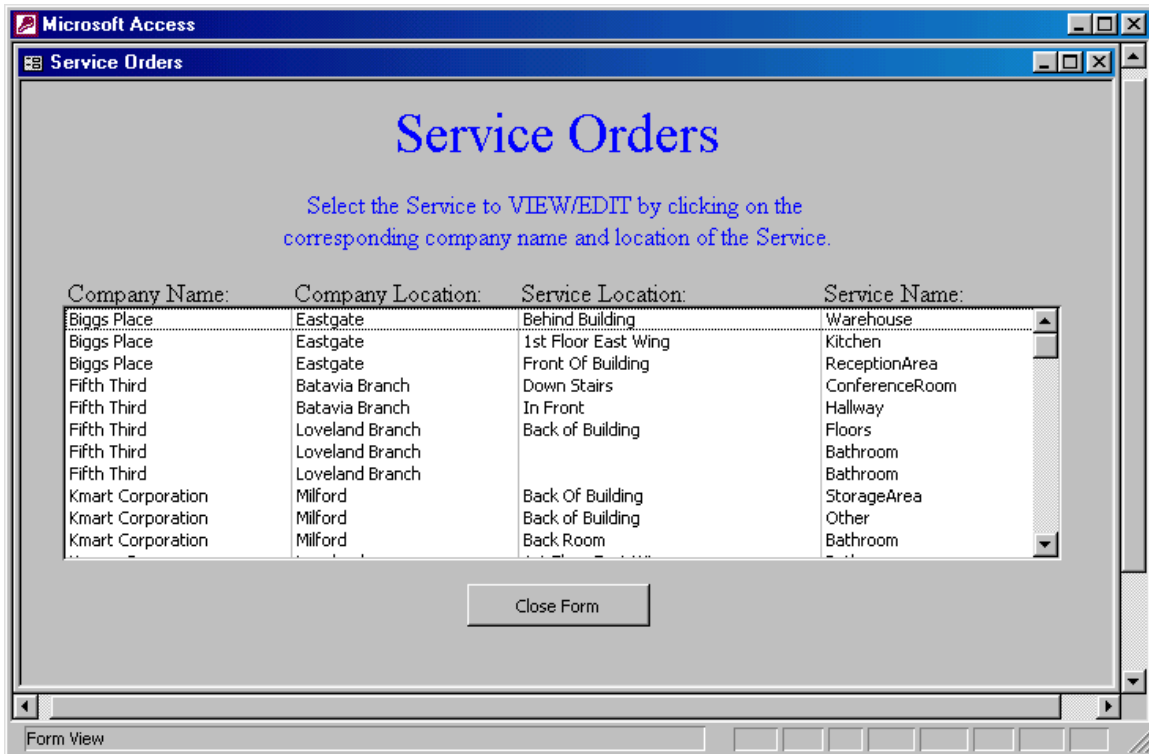 Microsoft Access
Service Orders
Service Orders
Select the Service to VIEW/EDIT by clicking on the
corresponding company name and location of the Service.
Company Name: Company Location: Service Location: Service Name:
Biggs Place Eastgate Behind Building Warehouse
Biggs Place Eastgate 1st Floor East Wing Kitchen
Biggs Place Eastgate Front Of Building ReceptionArea
Fifth Third Batavia Branch Down Stairs ConferenceRoom
Fifth Third Batavia Branch In Front Hallway
Fifth Third Loveland Branch Back of Building Floors
Fifth Third Loveland Branch Bathroom
Fifth Third Loveland Branch Bathroom
Kmart Corporation Milford Back Of Building StorageArea
Kmart Corporation Milford Back of Building Other
Kmart Corporation Milford Back Room Bathroom
Close Form
Form View